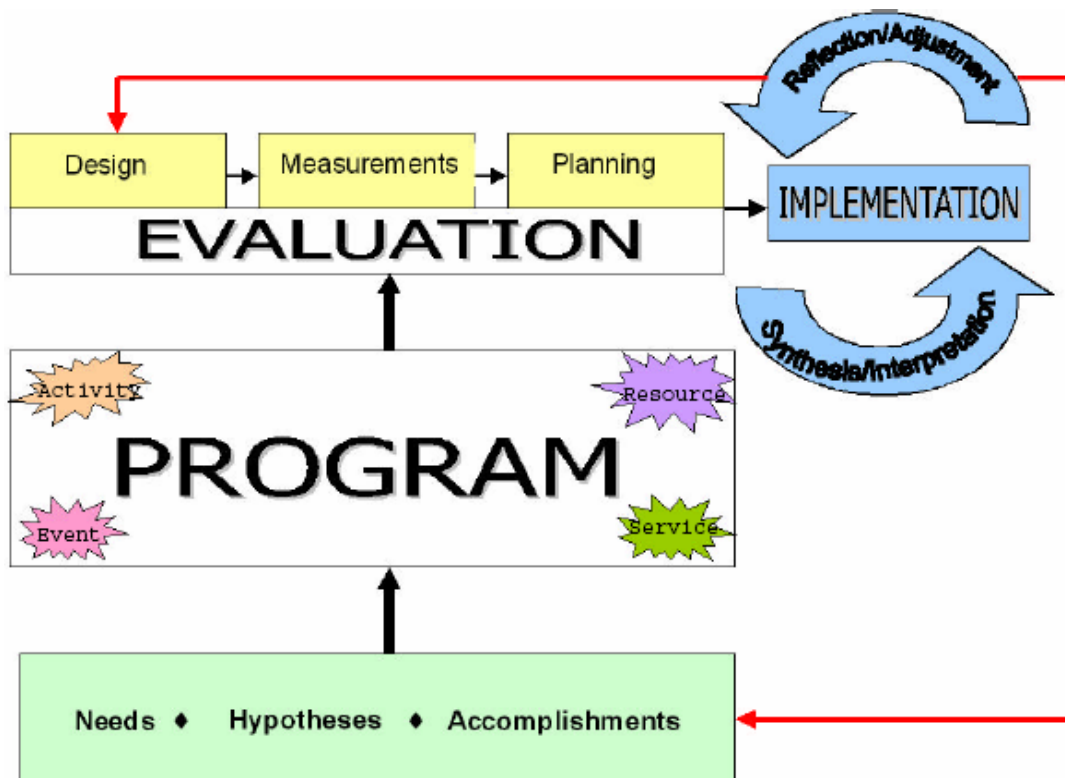 Reflection/Adjustment
Design
Measurements
Planning
EVALUATION
IMPLEMENTATION
Synthesis/Interpretation
Activity
Resource
PROGRAM
Event
Service
Needs ♦ Hypotheses ♦ Accomplishments